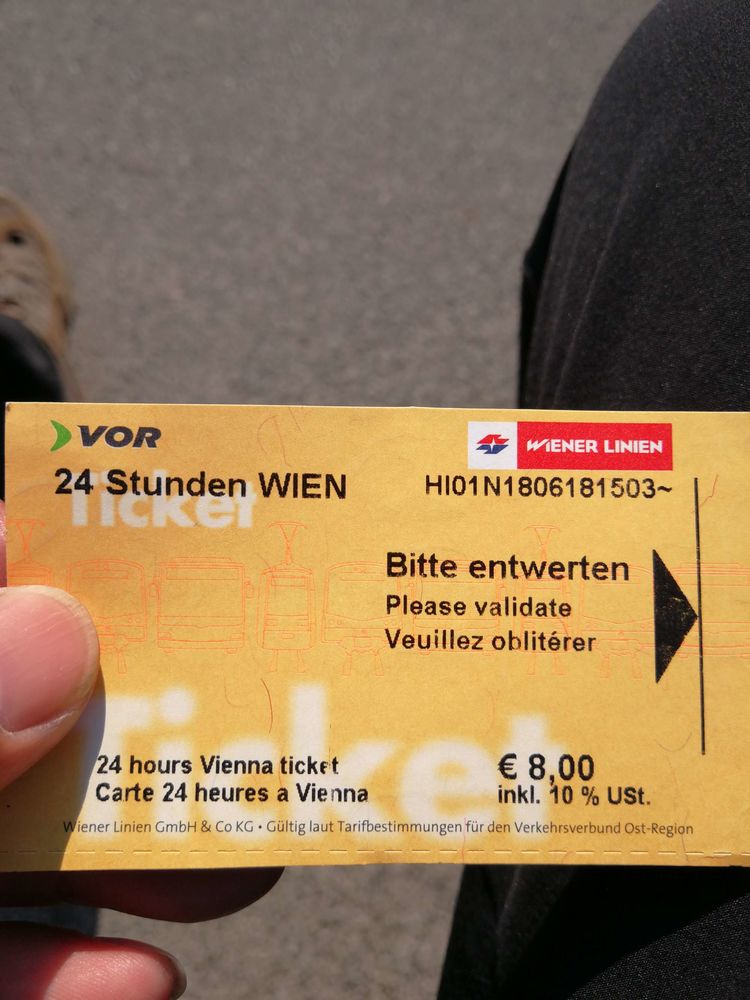 VOR
WIENER LINIEN
24 Stunden WIEN
HI01N1806181503~
Ticket
Bitte entwerten
Please validate
Veuillez oblitérer
Ticket
24 hours Vienna ticket
Carte 24 heures a Vienna
€ 8,00
inkl. 10 % USt.
Wiener Linien GmbH & Co KG • Gültig laut Tarifbestimmungen für den Verkehrsverbund Ost-Region